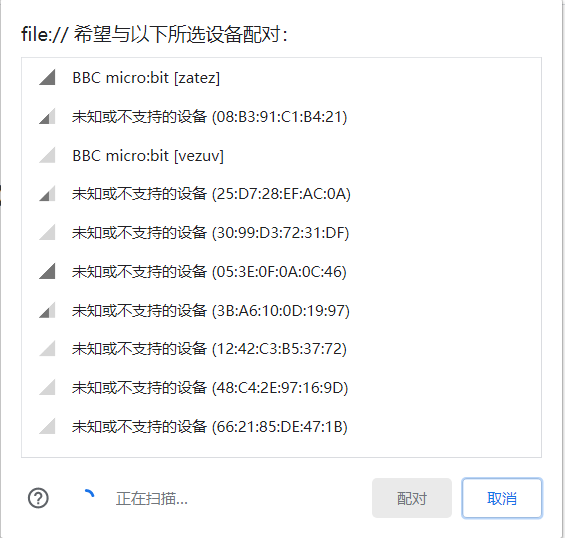 file:// 希望与以下所选设备配对：
BBC micro:bit [zatez]
未知或不支持的设备 (08:B3:91:C1:B4:21)
BBC micro:bit [vezuv]
未知或不支持的设备 (25:D7:28:EF:AC:0A)
未知或不支持的设备 (30:99:D3:72:31:DF)
未知或不支持的设备 (05:3E:0F:0A:0C:46)
未知或不支持的设备 (3B:A6:10:0D:19:97)
未知或不支持的设备 (12:42:C3:B5:37:72)
未知或不支持的设备 (48:C4:2E:97:16:9D)
未知或不支持的设备 (66:21:85:DE:47:1B)
正在扫描... 配对 取消